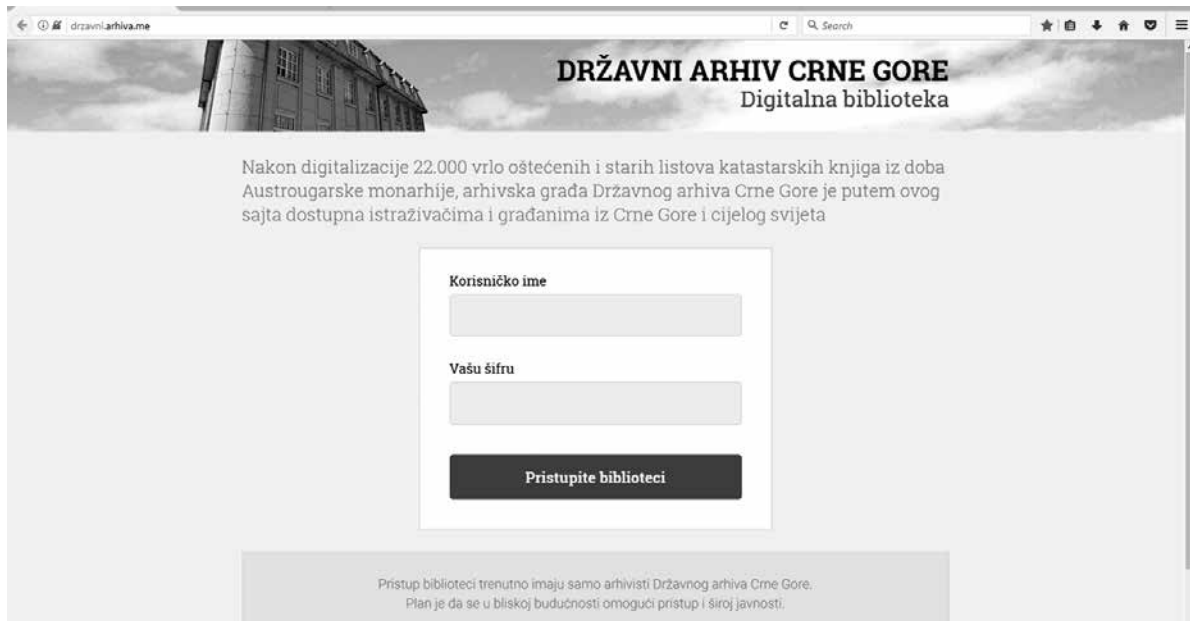 drzavni.arhiva.me
Search
DRŽAVNI ARHIV CRNE GORE
Digitalna biblioteka
Nakon digitalizacije 22.000 vrlo oštećenih i starih listova katastarskih knjiga iz doba
Austrougarske monarhije, arhivska građa Državnog arhiva Crne Gore je putem ovog
sajta dostupna istraživačima i građanima iz Crne Gore i cijelog svijeta
Korisničko ime
Vašu šifru
Pristupite biblioteci
Pristup biblioteci trenutno imaju samo arhivisti Državnog arhiva Crne Gore.
Plan je da se u bliskoj budućnosti omogući pristup i široj javnosti.